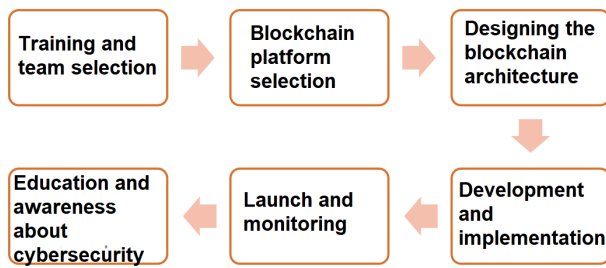 Training and
team selection
Blockchain
platform
selection
Designing the
blockchain
architecture
Development
and
implementation
Launch and
monitoring
Education and
awareness
about
cybersecurity